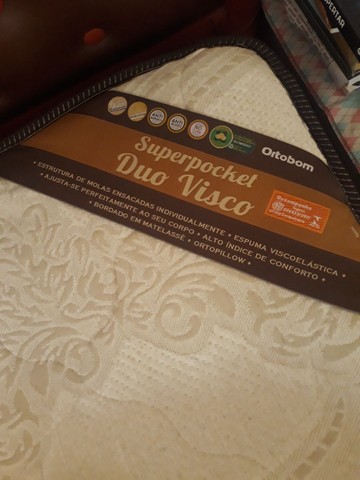 Ortobom
Superpocket
Duo Visco
• ESTRUTURA DE MOLAS ENSACADAS INDIVIDUALMENTE • ESPUMA VISCOELÁSTICA •
• AJUSTA-SE PERFEITAMENTE AO SEU CORPO • ALTO ÍNDICE DE CONFORTO •
• BORDADO EM MATELASSÊ • ORTOPILLOW •